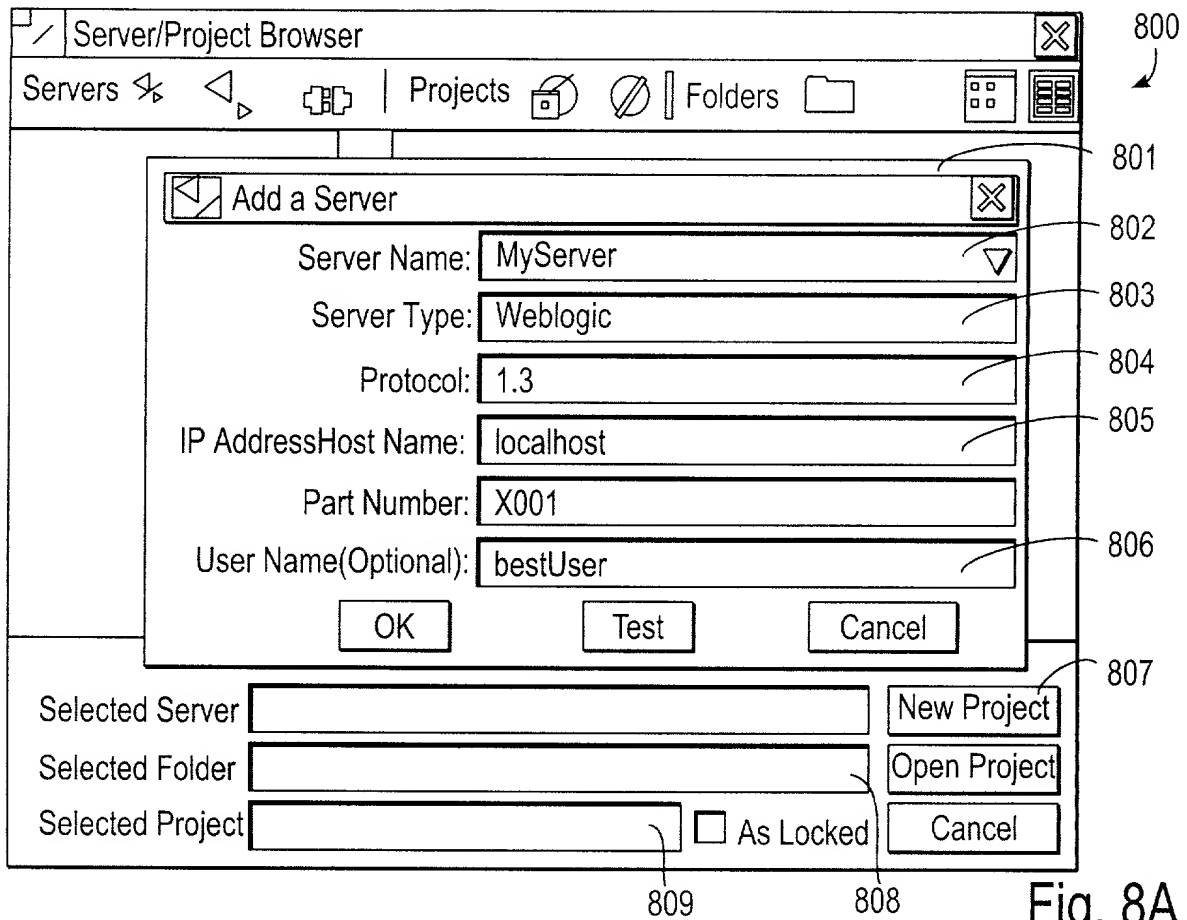 Server/Project Browser
800
Servers Projects Folders
801
Add a Server
802
Server Name: MyServer
803
Server Type: Weblogic
804
Protocol: 1.3
805
IP AddressHost Name: localhost
Part Number: X001
806
User Name(Optional): bestUser
OK Test Cancel
807
Selected Server New Project
Selected Folder Open Project
Selected Project As Locked Cancel
809 808
Fig. 8A